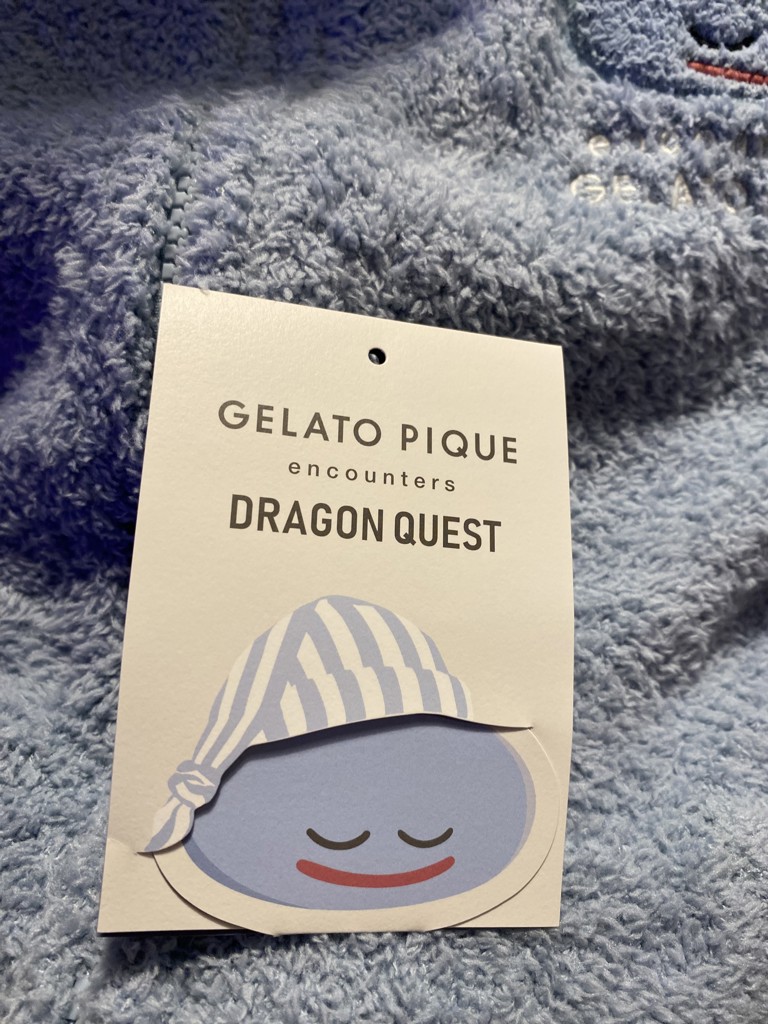 GELATO PIQUE
encounters
DRAGON QUEST